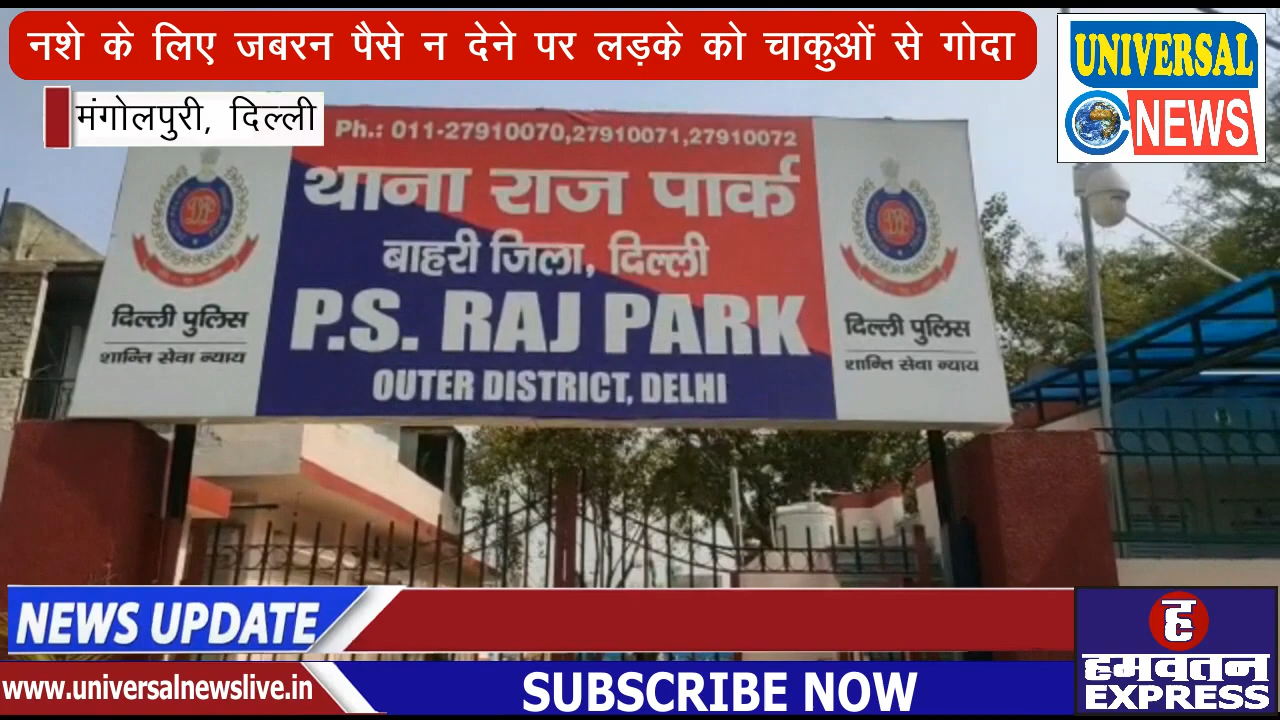 नशे के लिए जबरन पैसे न देने पर लड़के को चाकुओं से गोदा
UNIVERSAL
NEWS
मंगोलपुरी, दिल्ली
Ph.: 011-27910070,27910071,27910072
थाना राज पार्क
बाहरी जिला, दिल्ली
P.S. RAJ PARK
OUTER DISTRICT, DELHI
दिल्ली पुलिस
शान्ति सेवा न्याय
दिल्ली पुलिस
शान्ति सेवा न्याय
NEWS UPDATE
www.universalnewslive.in
SUBSCRIBE NOW
ह
हमवतन
EXPRESS